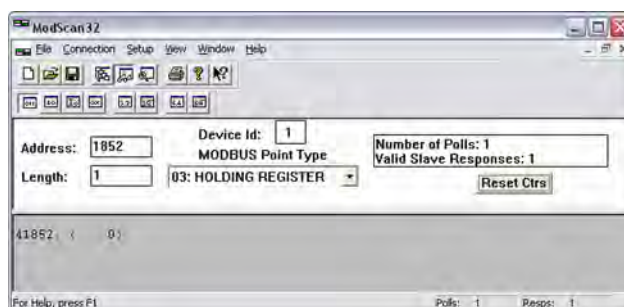 ModScan32
File Connection Setup View Window Help
Device Id: 1
Address: 1852
MODBUS Point Type
Number of Polls: 1
Valid Slave Responses: 1
Length: 1
03: HOLDING REGISTER
Reset Ctrs
41852: < 0>
For Help, press F1
Polls: 1
Resps: 1